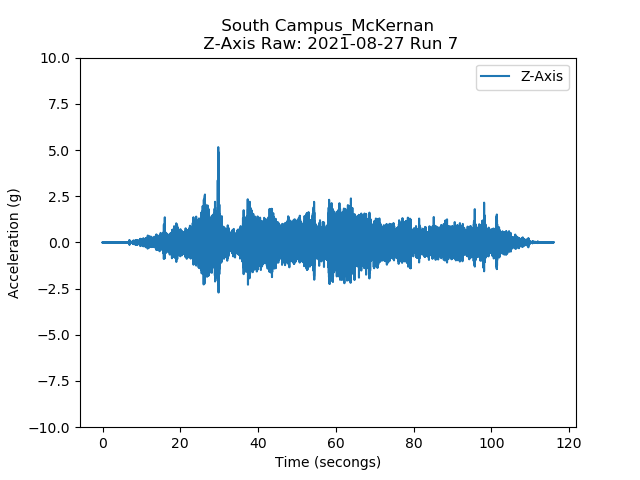 South Campus_McKernan
Z-Axis Raw: 2021-08-27 Run 7
Z-Axis
10.0
7.5
5.0
2.5
0.0
−2.5
−5.0
−7.5
−10.0
Acceleration (g)
0 20 40 60 80 100 120
Time (seconds)